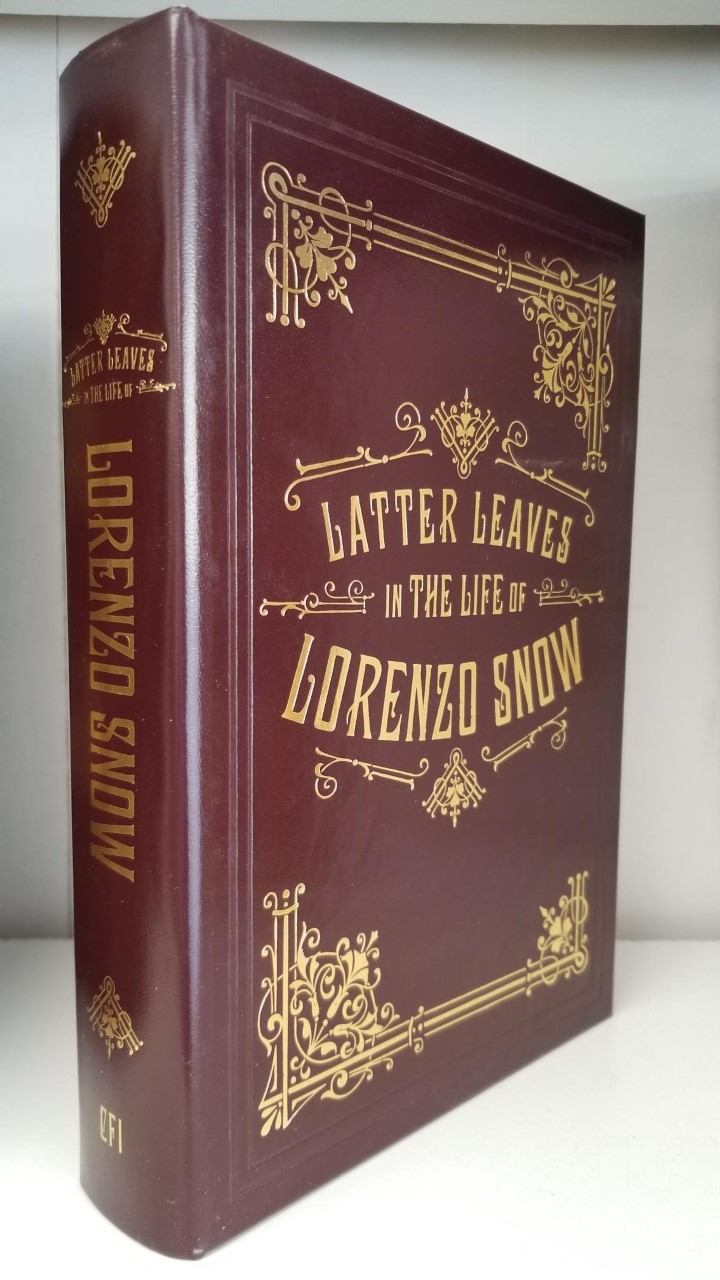 LATTER LEAVES
IN THE LIFE OF
LORENZO SNOW
CFI
LATTER LEAVES
IN THE LIFE OF
LORENZO SNOW